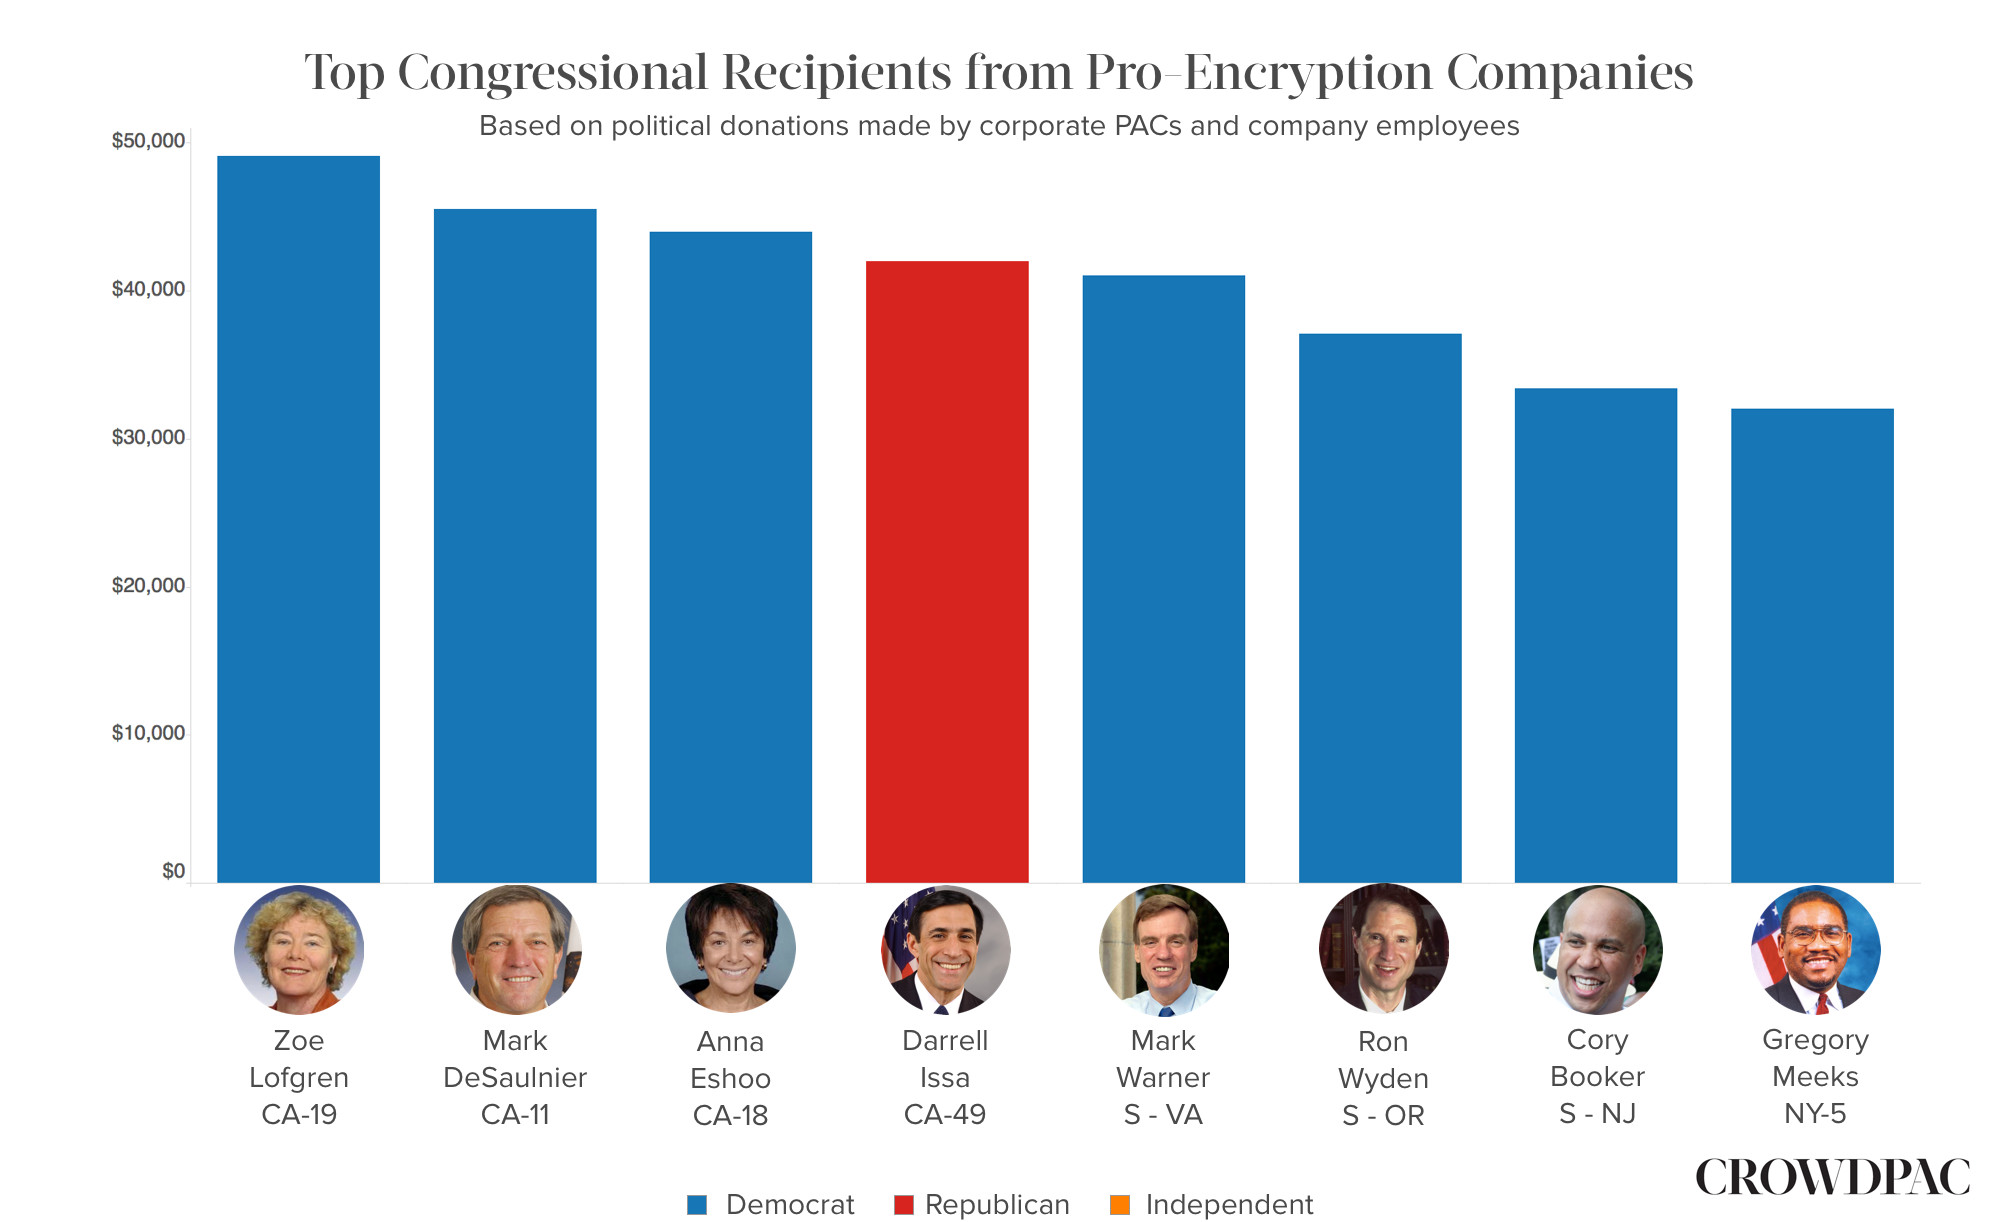 Top Congressional Recipients from Pro-Encryption Companies
Based on political donations made by corporate PACs and company employees
$50,000
$40,000
$30,000
$20,000
$10,000
$0
Zoe
Lofgren
CA-19
Mark
DeSaulnier
CA-11
Anna
Eshoo
CA-18
Darrell
Issa
CA-49
Mark
Warner
S - VA
Ron
Wyden
S - OR
Cory
Booker
S - NJ
Gregory
Meeks
NY-5
CROWDPAC
Democrat
Republican
Independent